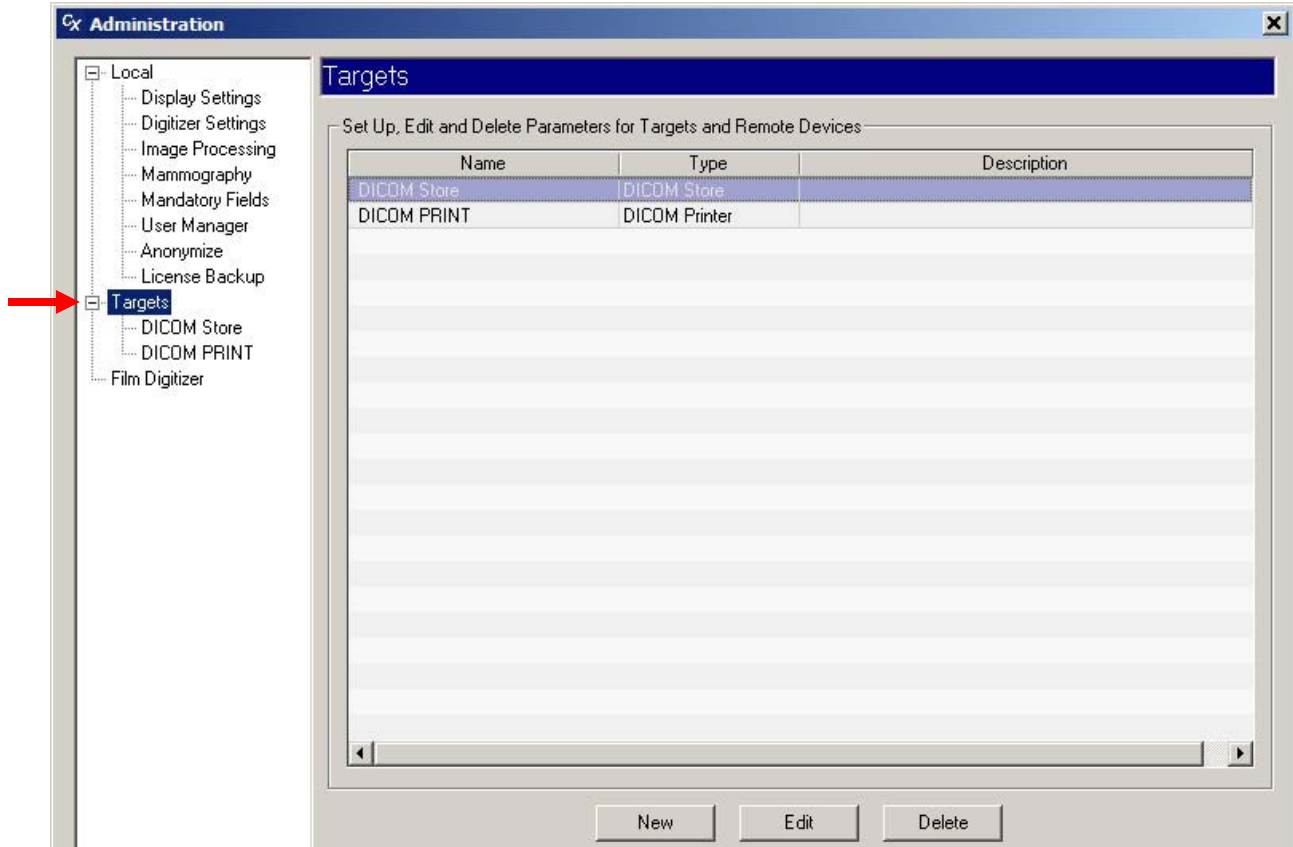 Cx Administration
Local
Display Settings
Digitizer Settings
Image Processing
Mammography
Mandatory Fields
User Manager
Anonymize
License Backup
Targets
DICOM Store
DICOM PRINT
Film Digitizer
Targets
Set Up, Edit and Delete Parameters for Targets and Remote Devices
Name Type Description
DICOM Store DICOM Store
DICOM PRINT DICOM Printer
New Edit Delete